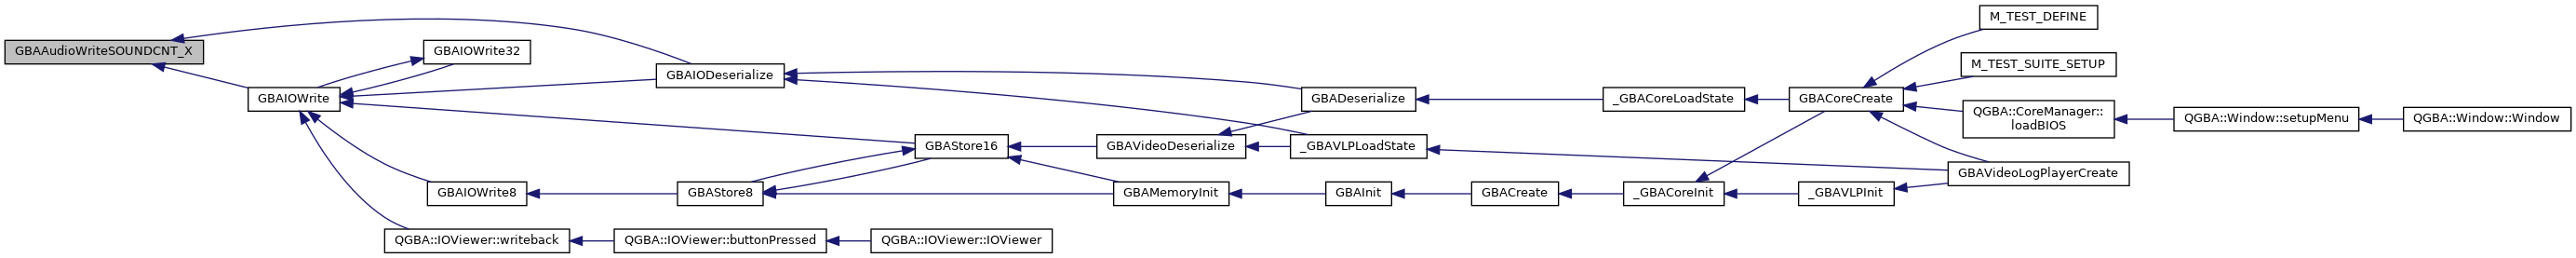 GBAAudioWriteSOUNDCNT_X
GBAIOWrite
GBAIOWrite32
GBAIOWrite8
QGBA::IOViewer::writeback
GBAIODeserialize
GBAStore8
QGBA::IOViewer::buttonPressed
GBAStore16
QGBA::IOViewer::IOViewer
GBAVideoDeserialize
GBAMemoryInit
GBADeserialize
_GBAVLPLoadState
GBAInit
GBACreate
_GBACoreLoadState
_GBACoreInit
GBACoreCreate
_GBAVLPInit
M_TEST_DEFINE
M_TEST_SUITE_SETUP
QGBA::CoreManager::
loadBIOS
GBAVideoLogPlayerCreate
QGBA::Window::setupMenu
QGBA::Window::Window